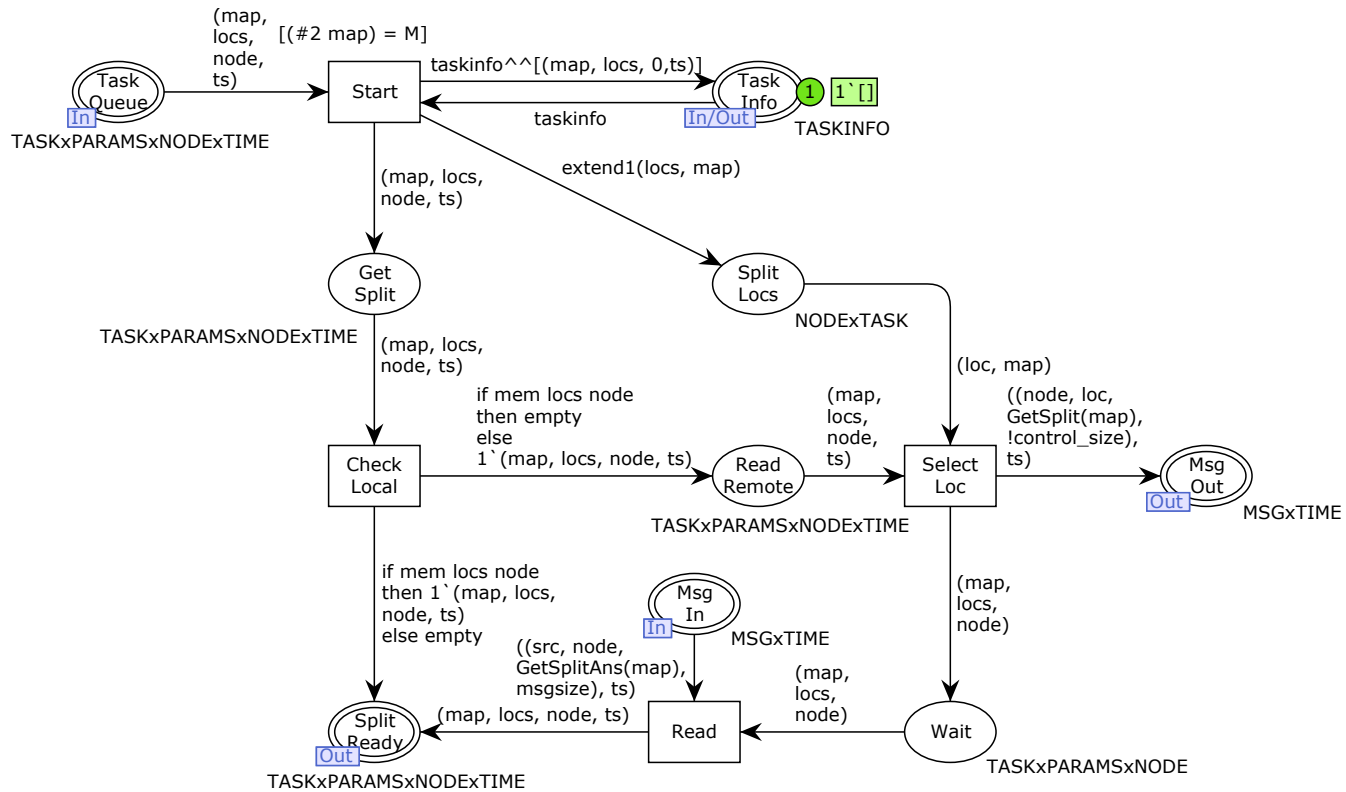 (map,
locs,
node,
ts)
[(#2 map) = M]
Task
Queue
In
TASKxPARAMSxNODExTIME
Start
taskinfo^^[(map, locs, 0,ts)]
taskinfo
Task
Info
In/Out
1
1`[]
TASKINFO
(map, locs,
node, ts)
extend1(locs, map)
Get
Split
TASKxPARAMSxNODExTIME
Split
Locs
NODExTASK
(map, locs,
node, ts)
(loc, map)
if mem locs node
then empty
else
1`(map, locs, node, ts)
(map,
locs,
node,
ts)
((node, loc,
GetSplit(map),
!control_size),
ts)
Check
Local
Read
Remote
TASKxPARAMSxNODExTIME
Select
Loc
Msg
Out
Out
MSGxTIME
if mem locs node
then 1`(map, locs,
node, ts)
else empty
Msg
In
In
MSGxTIME
(map,
locs,
node)
((src, node,
GetSplitAns(map),
msgsize), ts)
(map,
locs,
node)
Split
Ready
Out
TASKxPARAMSxNODExTIME
(map, locs, node, ts)
Read
Wait
TASKxPARAMSxNODE